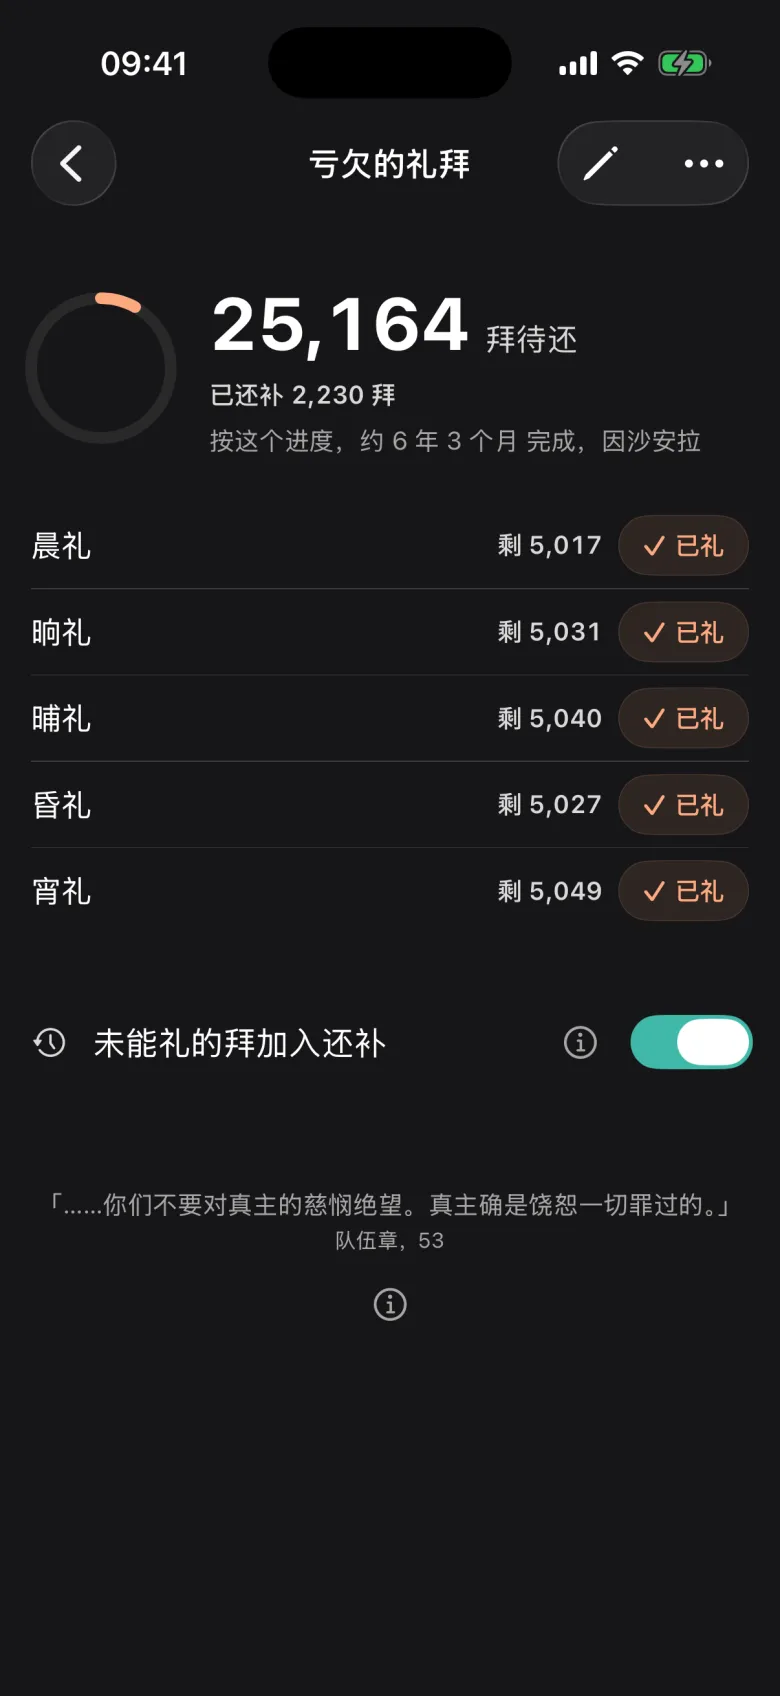 09:41
亏欠的礼拜
25,164 拜待还
已还补 2,230 拜
按这个进度，约 6 年 3 个月 完成，因沙安拉
晨礼 剩 5,017 已礼
晌礼 剩 5,031 已礼
晡礼 剩 5,040 已礼
昏礼 剩 5,027 已礼
宵礼 剩 5,049 已礼
未能礼的拜加入还补
「……你们不要对真主的慈悯绝望。真主确是饶恕一切罪过的。」
队伍章，53